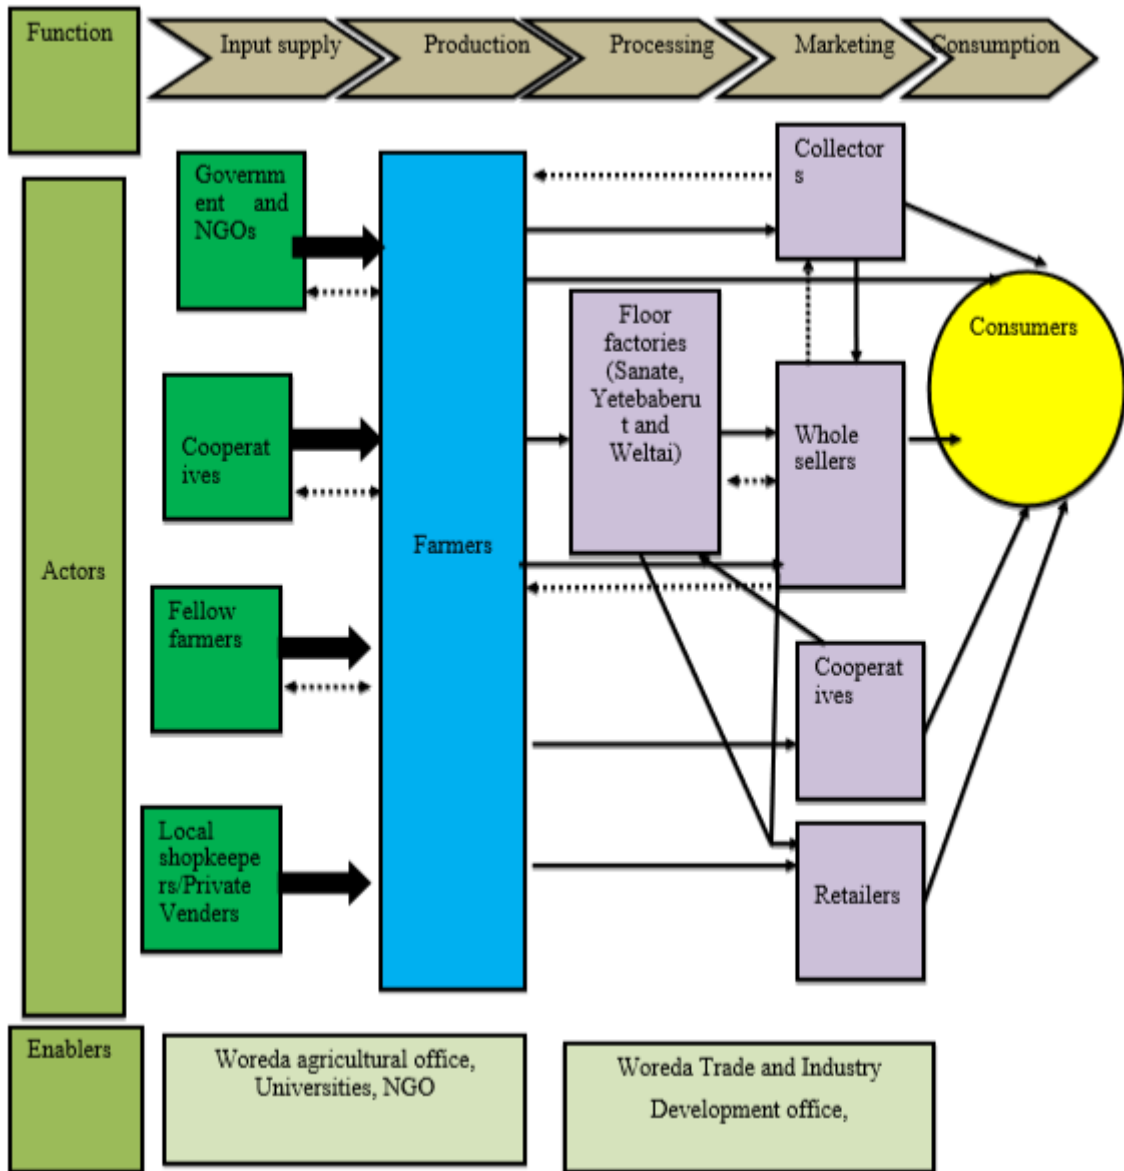 Function
Input supply
Production
Processing
Marketing
Consumption
Actors
Governm
ent and
NGOs
Cooperat
ives
Fellow
farmers
Local
shopkeepe
rs/Private
Venders
Farmers
Floor
factories
(Sanate,
Yetebaberu
t and
Weltai)
Collector
s
Whole
sellers
Cooperat
ives
Retailers
Consumers
Enablers
Woreda agricultural office,
Universities, NGO
Woreda Trade and Industry
Development office,